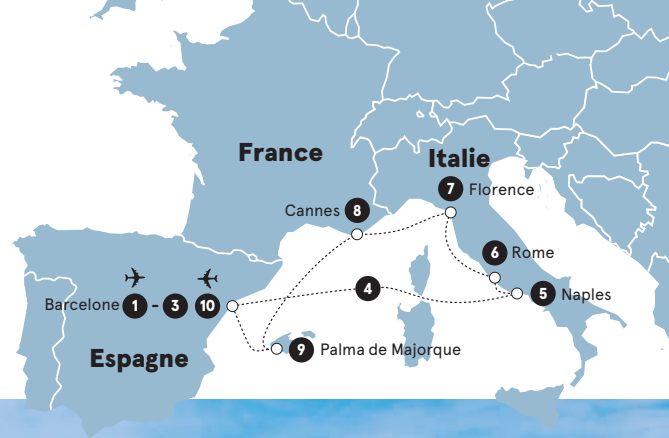 France
Italie
7 Florence
Cannes 8
6 Rome
4
5 Naples
Barcelone 1 - 3 10
9 Palma de Majorque
Espagne